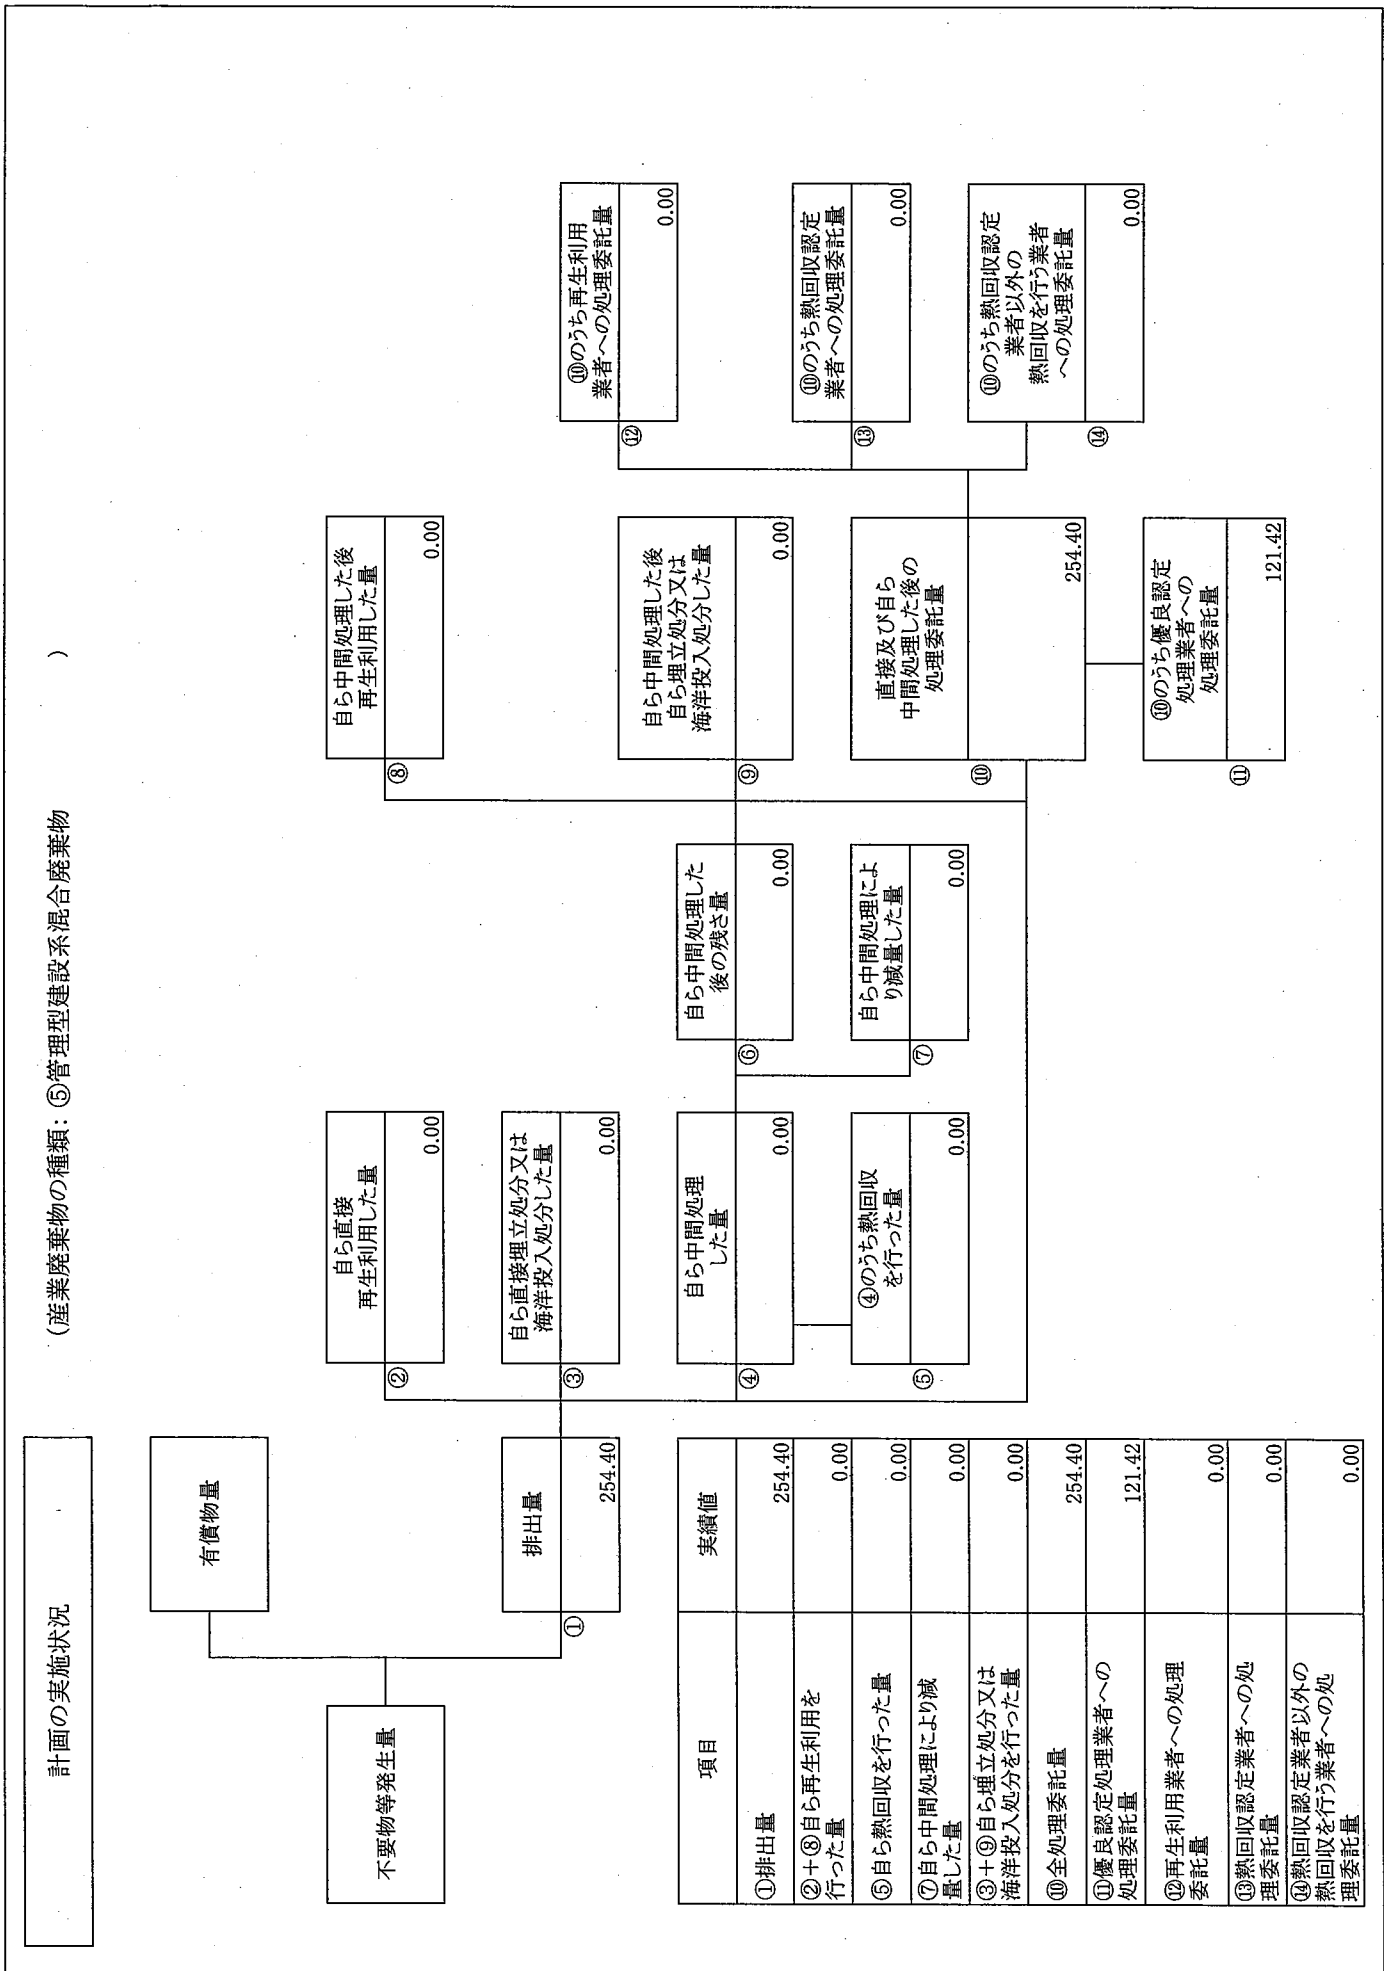 計画の実施状況
(産業廃棄物の種類：⑤管理型建設系混合廃棄物 )
不要物等発生量
有償物量
排出量
①
254.40
自ら直接
再生利用した量
②
0.00
自ら直接埋立処分又は
海洋投入処分した量
③
0.00
自ら中間処理
した量
④
0.00
④のうち熱回収
を行った量
⑤
0.00
自ら中間処理した
後の残さ量
⑥
0.00
自ら中間処理によ
り減量した量
⑦
0.00
自ら中間処理した後
再生利用した量
⑧
0.00
自ら中間処理した後
自ら埋立処分又は
海洋投入処分した量
⑨
0.00
直接及び自ら
中間処理した後の
処理委託量
⑩
254.40
⑩のうち優良認定
処理業者への
処理委託量
⑪
121.42
⑩のうち再生利用
業者への処理委託量
⑫
0.00
⑩のうち熱回収認定
業者への処理委託量
⑬
0.00
⑩のうち熱回収認定
業者以外の
熱回収を行う業者
への処理委託量
⑭
0.00
項目 実績値
①排出量 254.40
②＋⑧自ら再生利用を
行った量 0.00
⑤自ら熱回収を行った量 0.00
⑦自ら中間処理により減
量した量 0.00
③＋⑨自ら埋立処分又は
海洋投入処分を行った量 0.00
⑩全処理委託量 254.40
⑪優良認定処理業者への
処理委託量 121.42
⑫再生利用業者への処理
委託量 0.00
⑬熱回収認定業者への処
理委託量 0.00
⑭熱回収認定業者以外の
熱回収を行う業者への処
理委託量 0.00